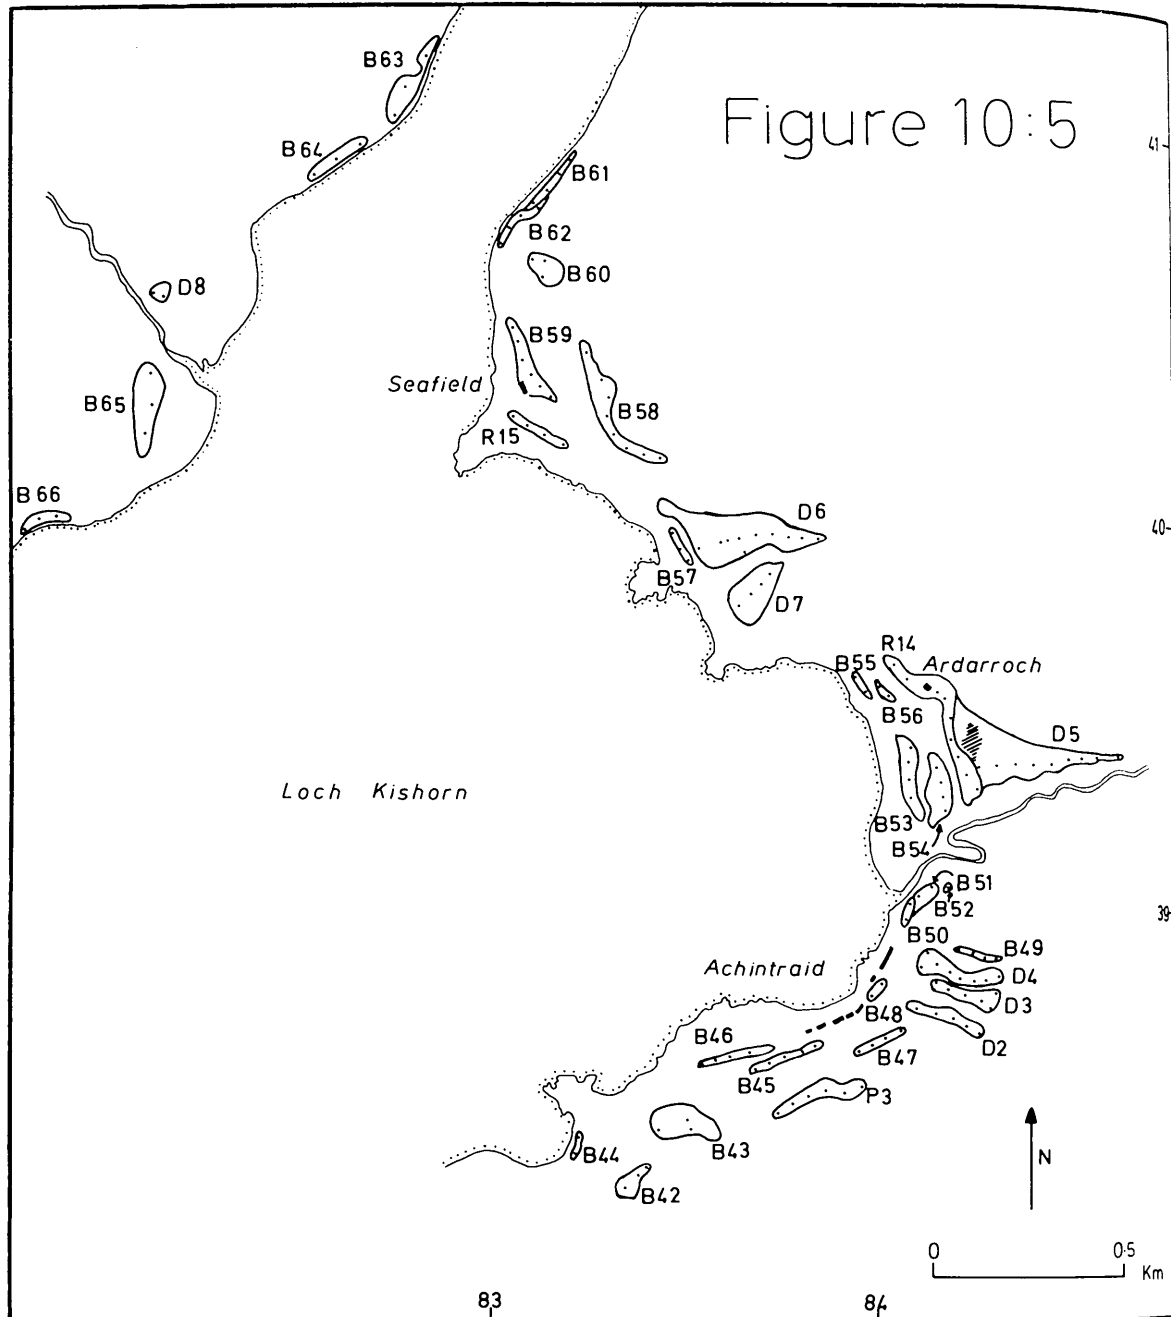 Figure 10:5
B63
41
B64
B61
B62
B60
D8
B59
Seafield
B65
B58
R15
B66
D6
40
B57
D7
R14
B55
Ardarroch
B56
D5
Loch Kishorn
B53
B54
B51
B52
39
B50
B49
Achintraid
D4
D3
B48
B46
D2
B47
B45
P3
B43
B44
N
B42
0 0·5
Km
83 84